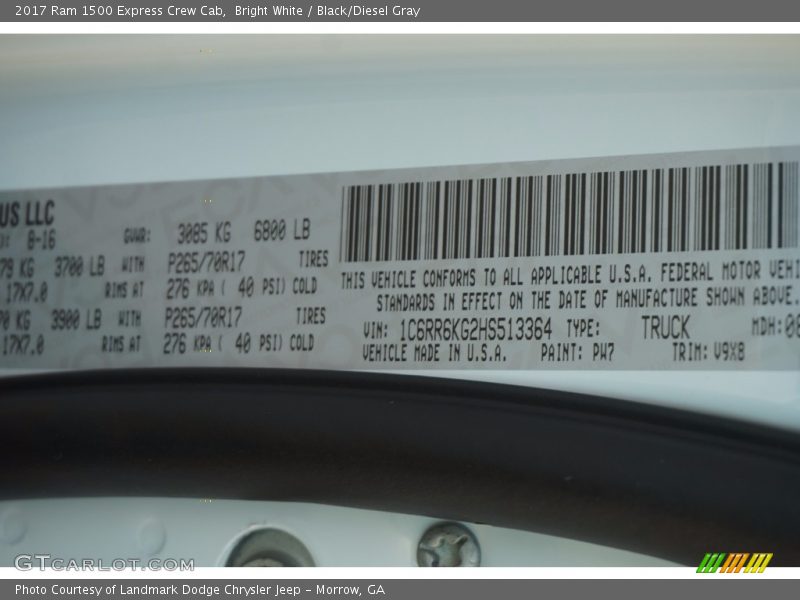 2017 Ram 1500 Express Crew Cab, Bright White / Black/Diesel Gray
US LLC
8-16 GVWR: 3085 KG 6800 LB
KG 3700 LB WITH P265/70R17 TIRES
17X7.0 RIMS AT 276 KPA ( 40 PSI) COLD
KG 3900 LB WITH P265/70R17 TIRES
17X7.0 RIMS AT 276 KPA ( 40 PSI) COLD
THIS VEHICLE CONFORMS TO ALL APPLICABLE U.S.A. FEDERAL MOTOR VEHI
STANDARDS IN EFFECT ON THE DATE OF MANUFACTURE SHOWN ABOVE.
VIN: 1C6RR6KG2HS513364 TYPE: TRUCK MDH:
VEHICLE MADE IN U.S.A. PAINT: PW7 TRIM: V9X8
GTCARLOT.COM
Photo Courtesy of Landmark Dodge Chrysler Jeep – Morrow, GA